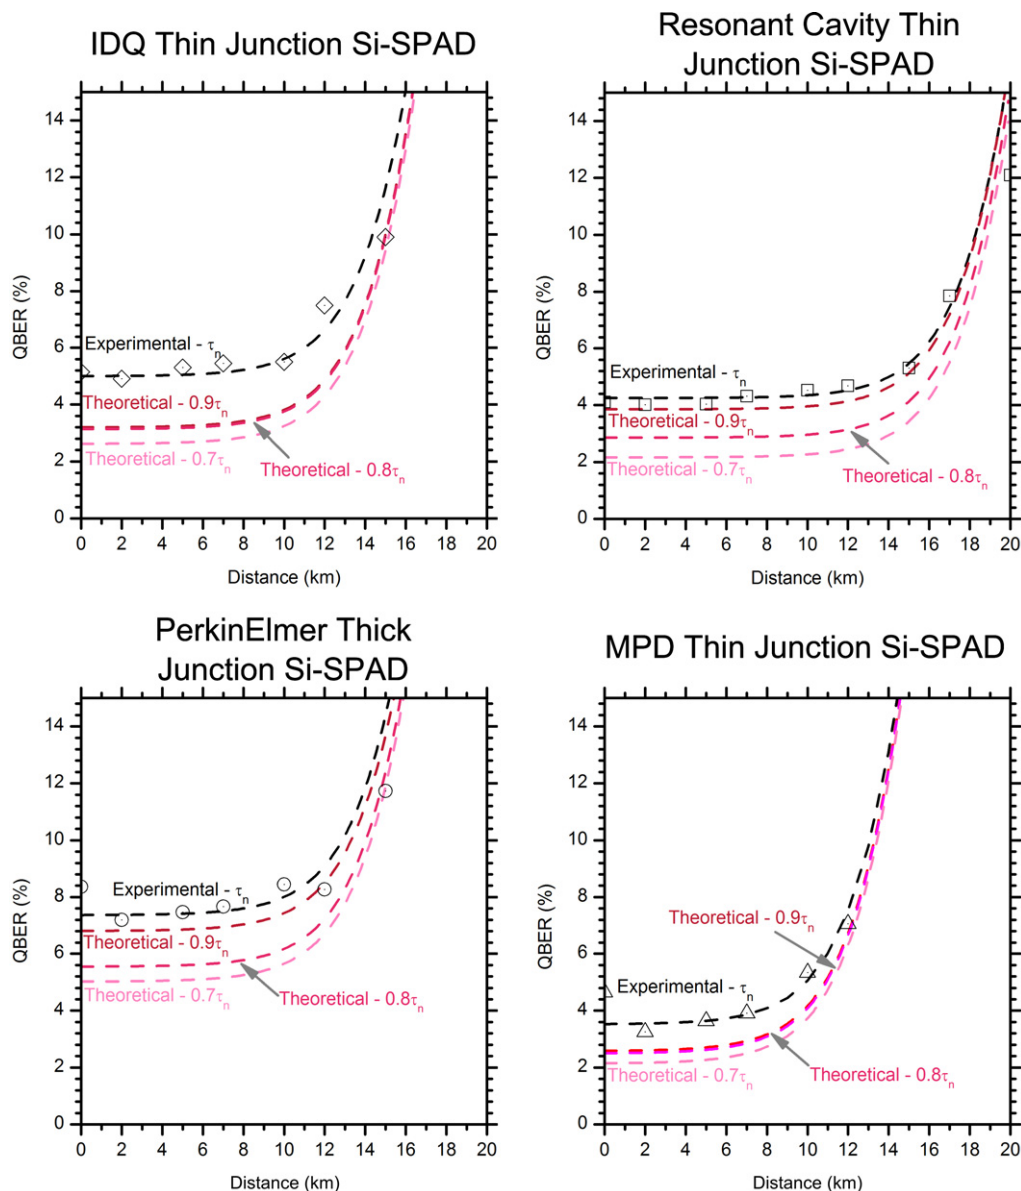 IDQ Thin Junction Si-SPAD
14
12
10
8
6
4
2
0
QBER (%)
Experimental - τn
Theoretical - 0.9τn
Theoretical - 0.8τn
Theoretical - 0.7τn
0 2 4 6 8 10 12 14 16 18 20
Distance (km)
Resonant Cavity Thin
Junction Si-SPAD
14
12
10
8
6
4
2
0
QBER (%)
Experimental - τn
Theoretical - 0.9τn
Theoretical - 0.7τn
Theoretical - 0.8τn
0 2 4 6 8 10 12 14 16 18 20
Distance (km)
PerkinElmer Thick
Junction Si-SPAD
14
12
10
8
6
4
2
0
QBER (%)
Experimental - τn
Theoretical - 0.9τn
Theoretical - 0.7τn
Theoretical - 0.8τn
0 2 4 6 8 10 12 14 16 18 20
Distance (km)
MPD Thin Junction Si-SPAD
14
12
10
8
6
4
2
0
QBER (%)
Theoretical - 0.9τn
Experimental - τn
Theoretical - 0.7τn
Theoretical - 0.8τn
0 2 4 6 8 10 12 14 16 18 20
Distance (km)